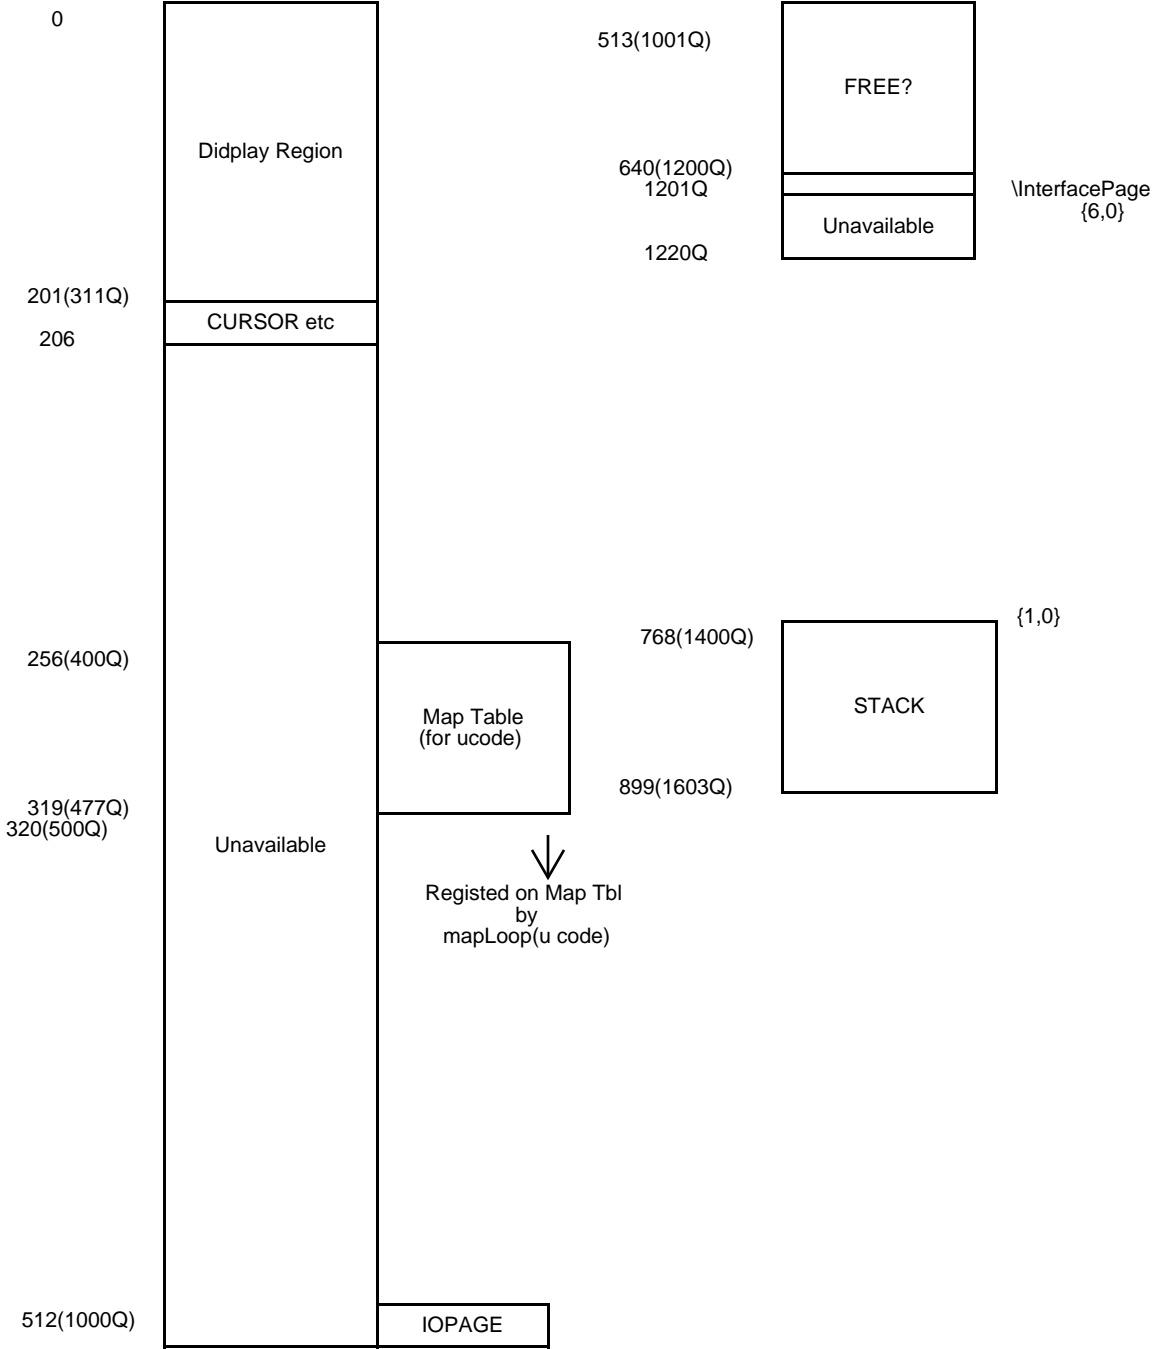 0
Didplay Region
201(311Q)
CURSOR etc
206
256(400Q)
Map Table
(for ucode)
319(477Q)
320(500Q)
Unavailable
Registed on Map Tbl
by
mapLoop(u code)
512(1000Q)
IOPAGE
513(1001Q)
FREE?
640(1200Q)
1201Q
\InterfacePage
{6,0}
Unavailable
1220Q
{1,0}
768(1400Q)
STACK
899(1603Q)